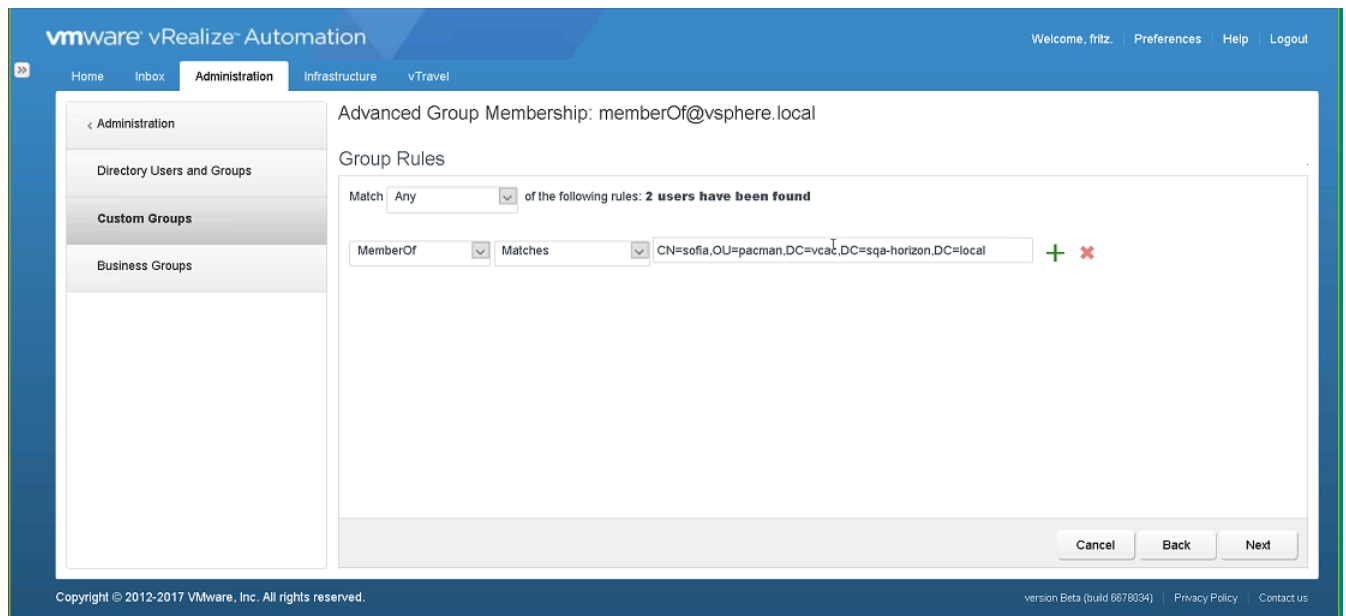 vmware vRealize Automation
Welcome, fritz. Preferences Help Logout
Home Inbox Administration Infrastructure vTravel
< Administration
Directory Users and Groups
Custom Groups
Business Groups
Advanced Group Membership: memberOf@vsphere.local
Group Rules
Match Any of the following rules: 2 users have been found
MemberOf Matches CN=sofia,OU=pacman,DC=vcac,DC=sqa-horizon,DC=local
Cancel Back Next
Copyright © 2012-2017 VMware, Inc. All rights reserved.
version Beta (build 6678034) Privacy Policy Contact us